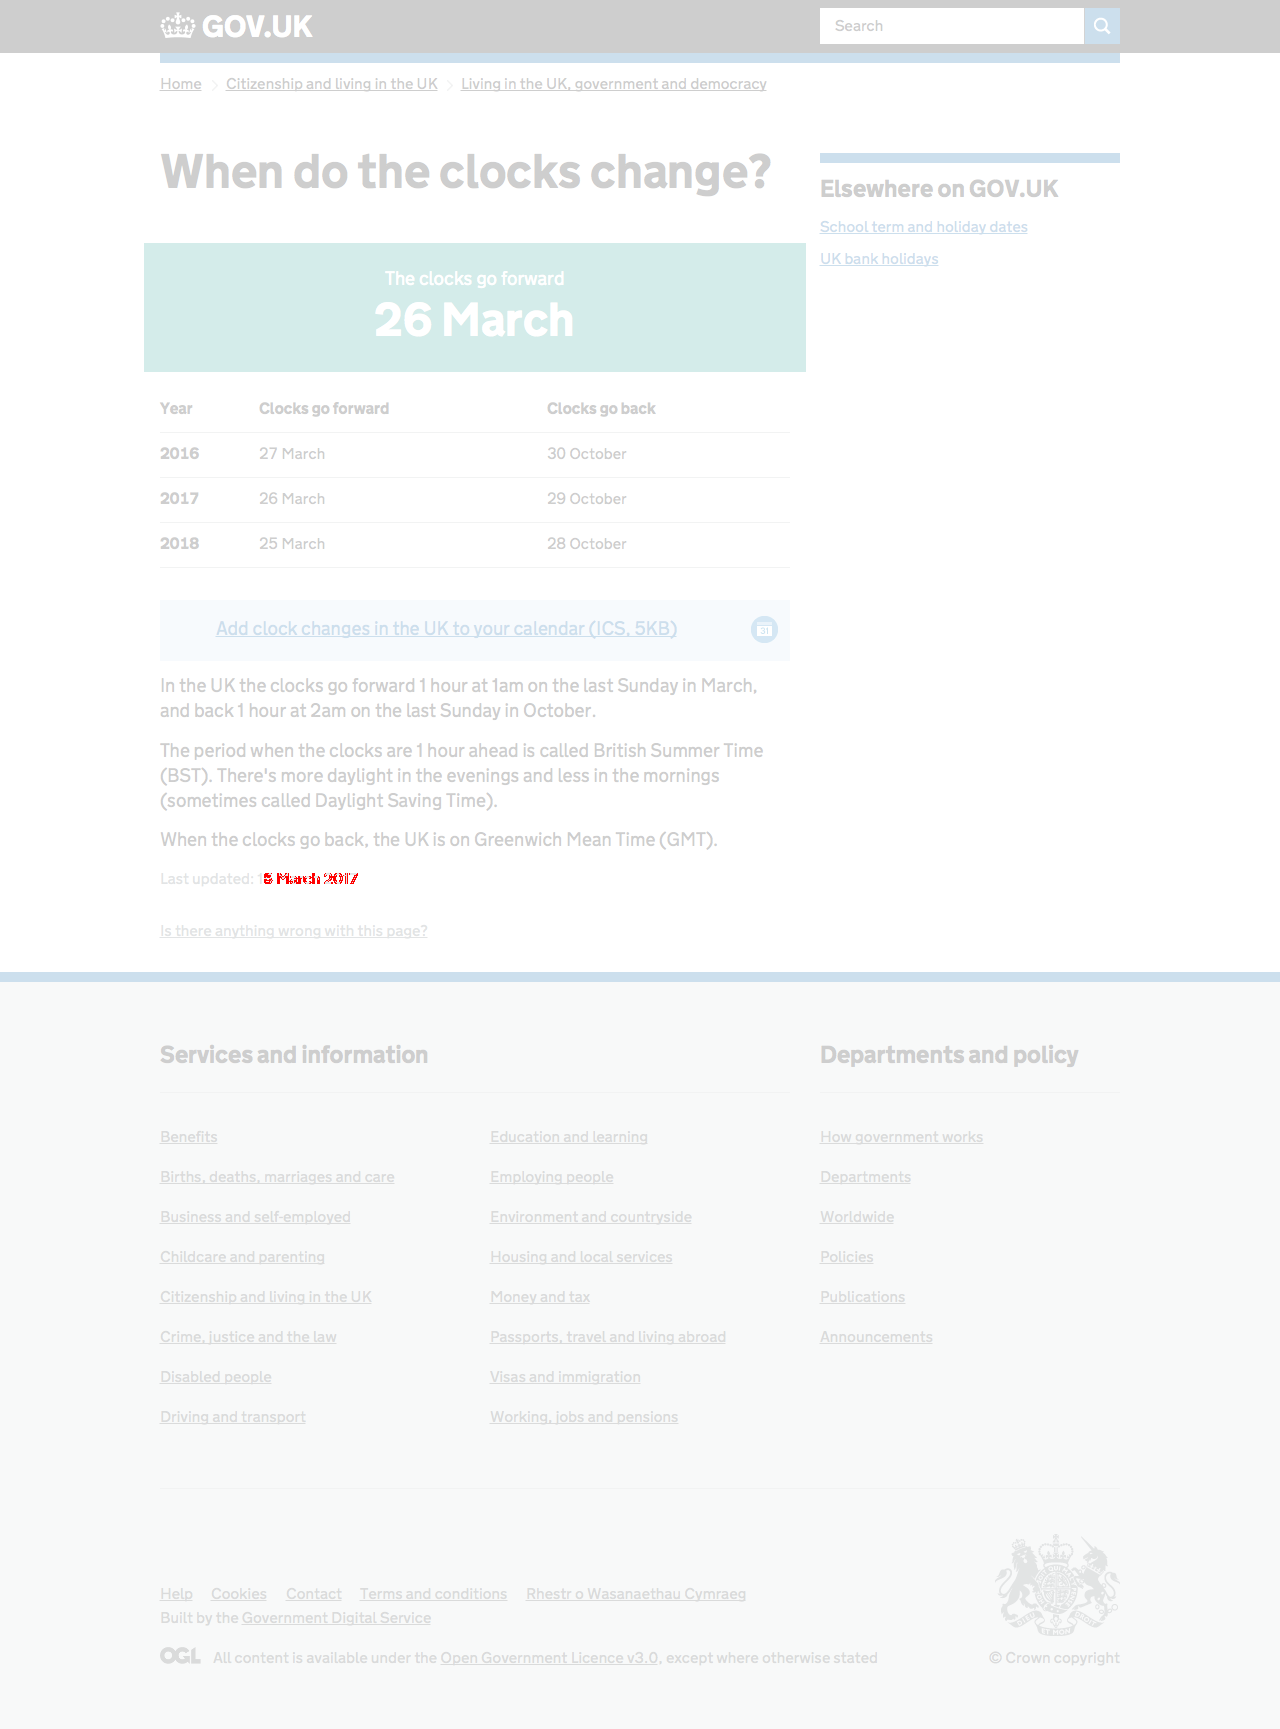 GOV.UK
Search
Home Citizenship and living in the UK Living in the UK, government and democracy
When do the clocks change?
Elsewhere on GOV.UK
School term and holiday dates
UK bank holidays
The clocks go forward
26 March
Year Clocks go forward Clocks go back
2016 27 March 30 October
2017 26 March 29 October
2018 25 March 28 October
Add clock changes in the UK to your calendar (ICS, 5KB)
31
In the UK the clocks go forward 1 hour at 1am on the last Sunday in March,
and back 1 hour at 2am on the last Sunday in October.
The period when the clocks are 1 hour ahead is called British Summer Time
(BST). There's more daylight in the evenings and less in the mornings
(sometimes called Daylight Saving Time).
When the clocks go back, the UK is on Greenwich Mean Time (GMT).
Last updated: March 2017
Is there anything wrong with this page?
Services and information
Departments and policy
Benefits
Births, deaths, marriages and care
Business and self-employed
Childcare and parenting
Citizenship and living in the UK
Crime, justice and the law
Disabled people
Driving and transport
Education and learning
Employing people
Environment and countryside
Housing and local services
Money and tax
Passports, travel and living abroad
Visas and immigration
Working, jobs and pensions
How government works
Departments
Worldwide
Policies
Publications
Announcements
Help Cookies Contact Terms and conditions Rhestr o Wasanaethau Cymraeg
Built by the Government Digital Service
OGL All content is available under the Open Government Licence v3.0, except where otherwise stated
© Crown copyright